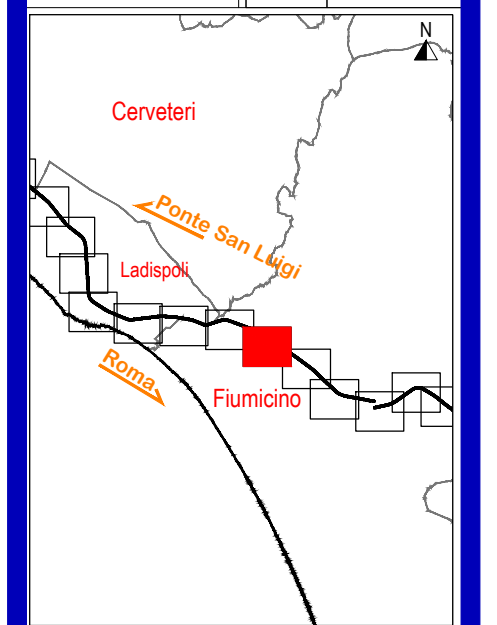 N
Cerveteri
Ponte San Luigi
Ladispoli
Roma
Fiumicino